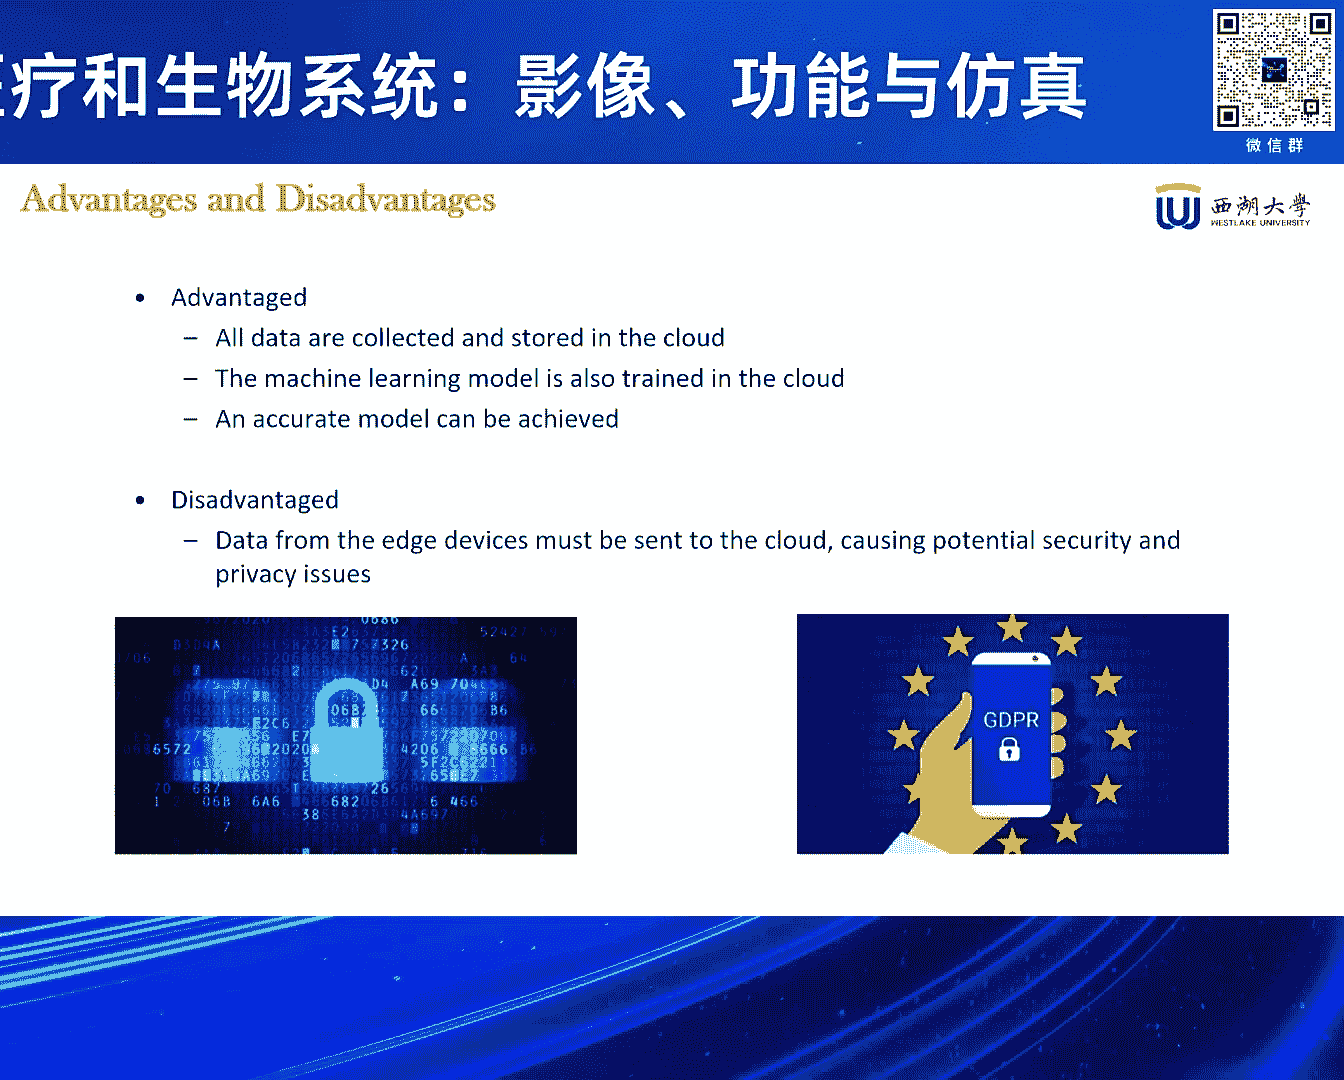 疗和生物系统：影像、功能与仿真
微信群
Advantages and Disadvantages
西湖大學
WESTLAKE UNIVERSITY
• Advantaged
– All data are collected and stored in the cloud
– The machine learning model is also trained in the cloud
– An accurate model can be achieved
• Disadvantaged
– Data from the edge devices must be sent to the cloud, causing potential security and
privacy issues
GDPR